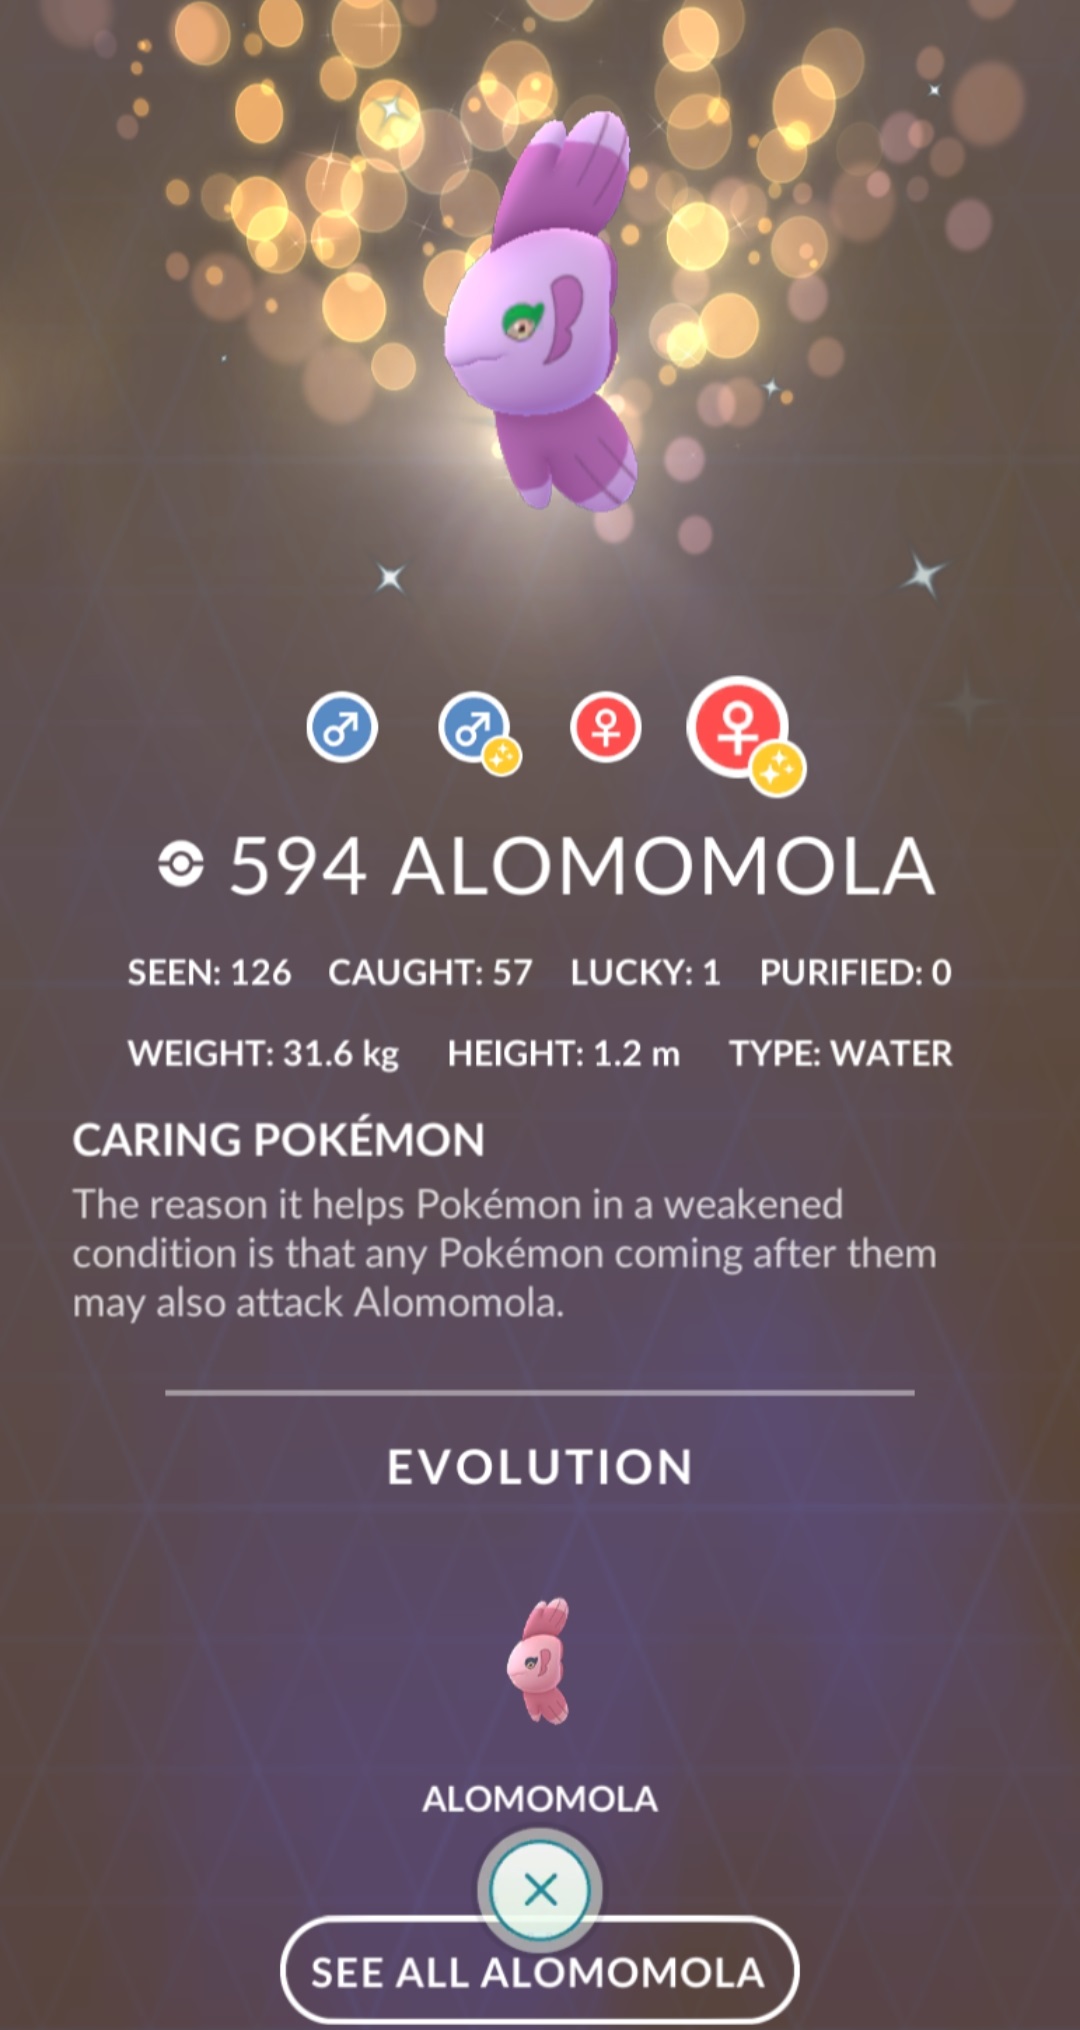 594 ALOMOMOLA
SEEN: 126 CAUGHT: 57 LUCKY: 1 PURIFIED: 0
WEIGHT: 31.6 kg HEIGHT: 1.2 m TYPE: WATER
CARING POKÉMON
The reason it helps Pokémon in a weakened
condition is that any Pokémon coming after them
may also attack Alomomola.
EVOLUTION
ALOMOMOLA
SEE ALL ALOMOMOLA